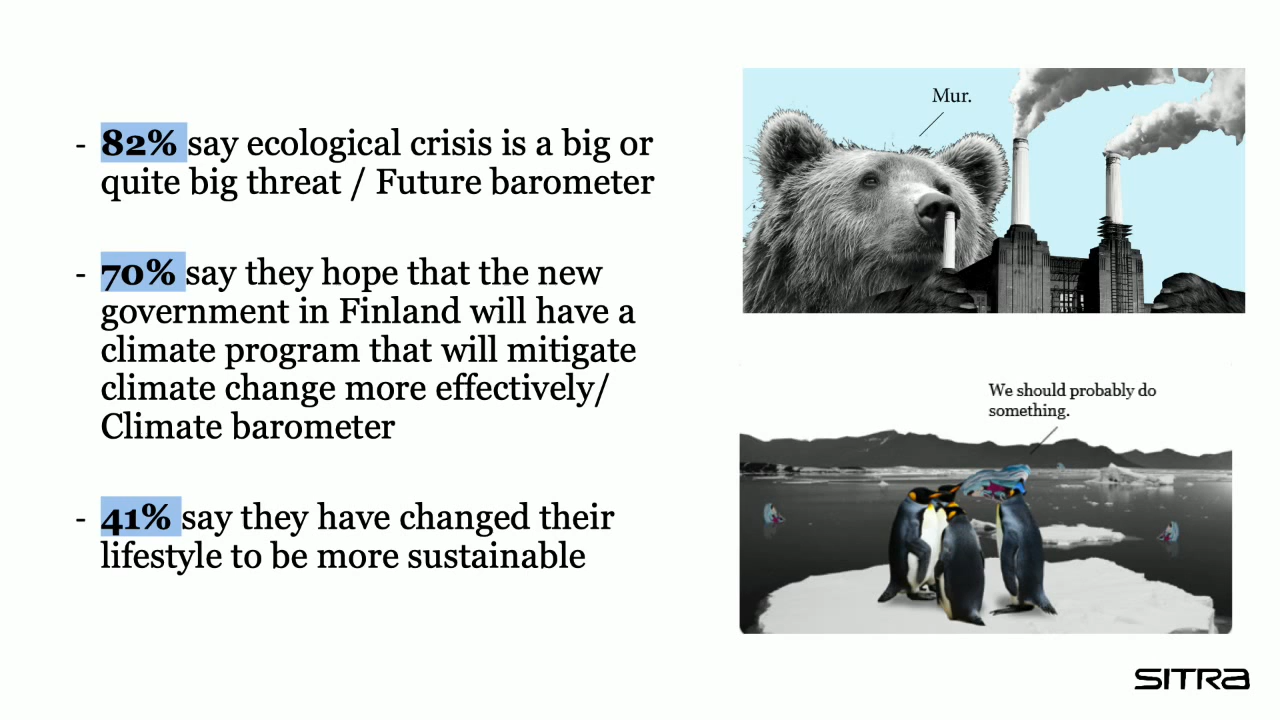 - 82% say ecological crisis is a big or
quite big threat / Future barometer
- 70% say they hope that the new
government in Finland will have a
climate program that will mitigate
climate change more effectively/
Climate barometer
- 41% say they have changed their
lifestyle to be more sustainable
Mur.
We should probably do
something.
SITRA